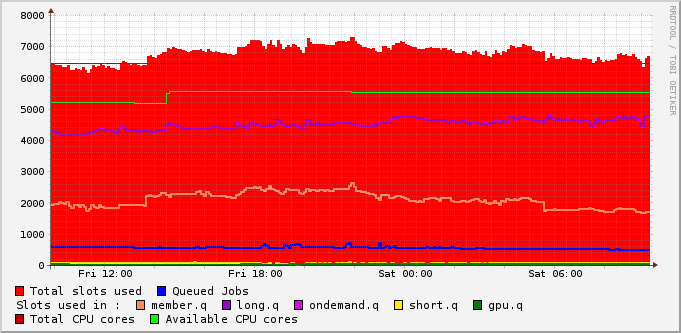 8000
7000
6000
5000
4000
3000
2000
1000
0
Fri 12:00 Fri 18:00 Sat 00:00 Sat 06:00
RRDTOOL / TOBI OETIKER
Total slots used Queued Jobs
Slots used in : member.q long.q ondemand.q short.q gpu.q
Total CPU cores Available CPU cores